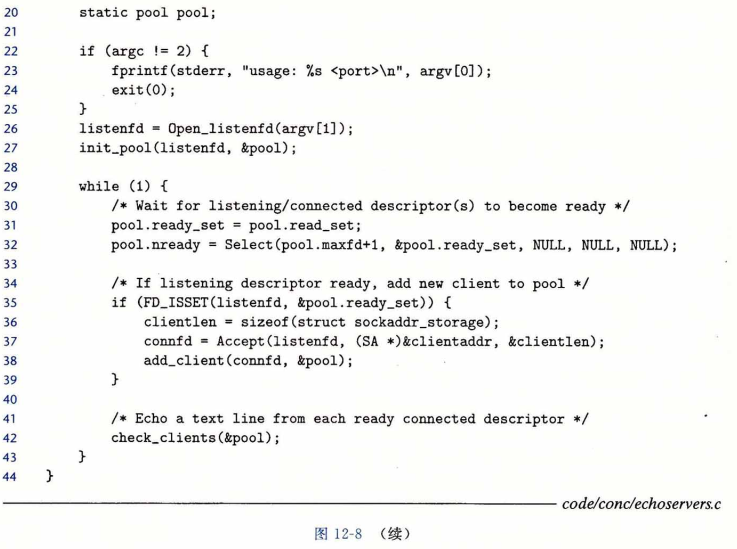 20 static pool pool;
21
22 if (argc != 2) {
23 fprintf(stderr, "usage: %s <port>\n", argv[0]);
24 exit(0);
25 }
26 listenfd = Open_listenfd(argv[1]);
27 init_pool(listenfd, &pool);
28
29 while (1) {
30 /* Wait for listening/connected descriptor(s) to become ready */
31 pool.ready_set = pool.read_set;
32 pool.nready = Select(pool.maxfd+1, &pool.ready_set, NULL, NULL, NULL);
33
34 /* If listening descriptor ready, add new client to pool */
35 if (FD_ISSET(listenfd, &pool.ready_set)) {
36 clientlen = sizeof(struct sockaddr_storage);
37 connfd = Accept(listenfd, (SA *)&clientaddr, &clientlen);
38 add_client(connfd, &pool);
39 }
40
41 /* Echo a text line from each ready connected descriptor */
42 check_clients(&pool);
43 }
44 }
code/conc/echoservers.c
图 12-8 （续）